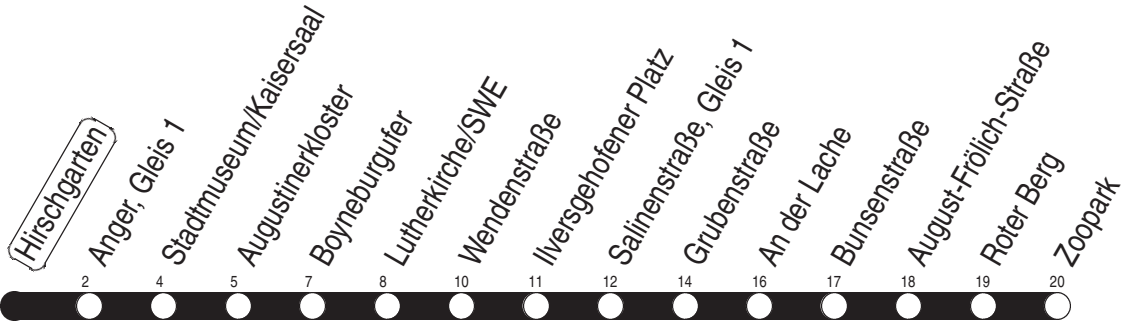 Hirschgarten
Anger, Gleis 1
Stadtmuseum/Kaisersaal
Augustinerkloster
Boyneburgufer
Lutherkirche/SWE
Wendenstraße
Ilversgehofener Platz
Salinenstraße, Gleis 1
Grubenstraße
An der Lache
Bunsenstraße
August-Frölich-Straße
Roter Berg
Zoopark
2 4 5 7 8 10 11 12 14 16 17 18 19 20